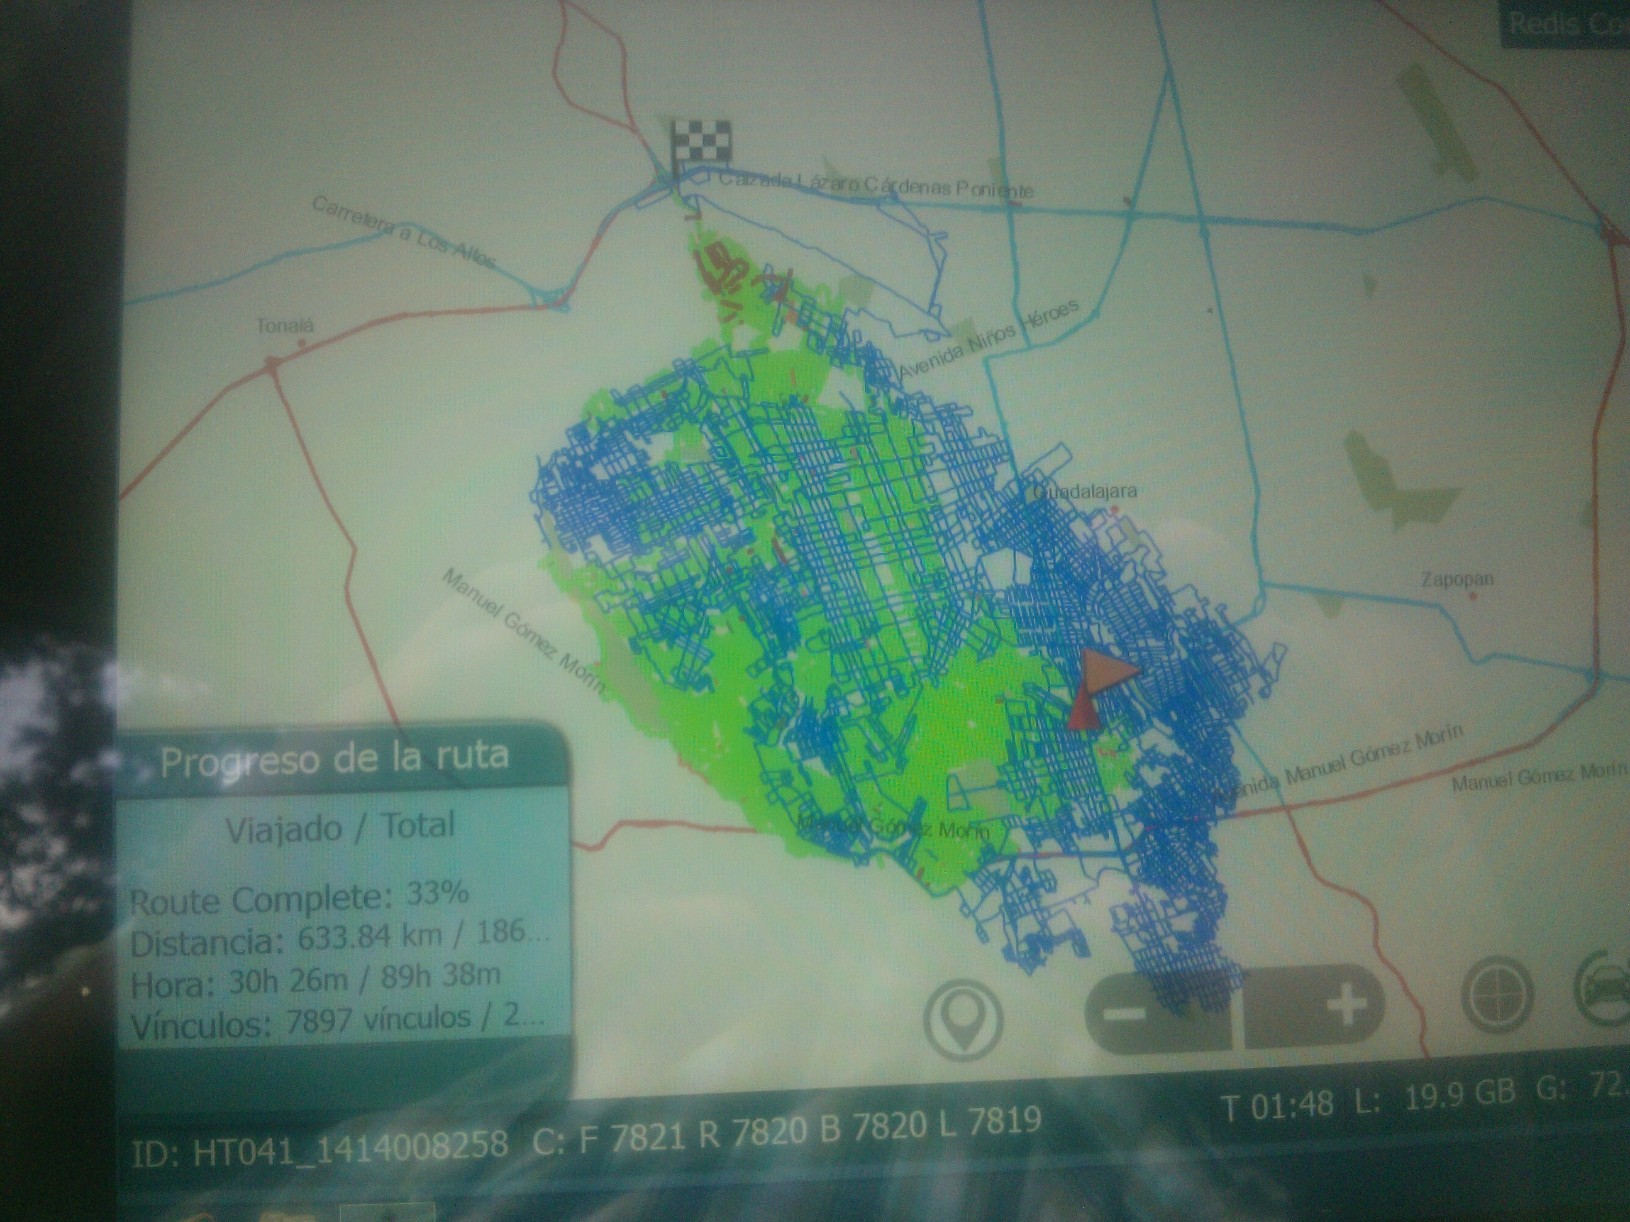 Redis
Calzada Lázaro Cárdenas Poniente
Carretera a Los Altos
Tonalá
Avenida Niños Héroes
Guadalajara
Zapopan
Manuel Gómez Morín
Avenida Manuel Gómez Morín
Manuel Gómez Morín
Manuel Gómez Morín
Progreso de la ruta
Viajado / Total
Route Complete: 33%
Distancia: 633.84 km / 186...
Hora: 30h 26m / 89h 38m
Vínculos: 7897 vínculos / 2...
ID: HT041_1414008258 C: F 7821 R 7820 B 7820 L 7819
T 01:48 L: 19.9 GB G: 72.